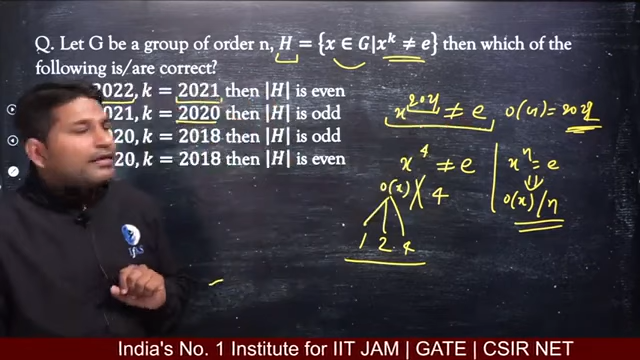 Q. Let G be a group of order n, H = {x ∈ G|x^k ≠ e} then which of the
following is/are correct?
2022, k = 2021 then |H| is even
2021, k = 2020 then |H| is odd
20, k = 2018 then |H| is odd
20, k = 2018 then |H| is even
x^2021 ≠ e
x^4 ≠ e
o(x) ∤ 4
1 2 4
x^n = e
⇓
o(x)/n
IFAS
India's No. 1 Institute for IIT JAM | GATE | CSIR NET